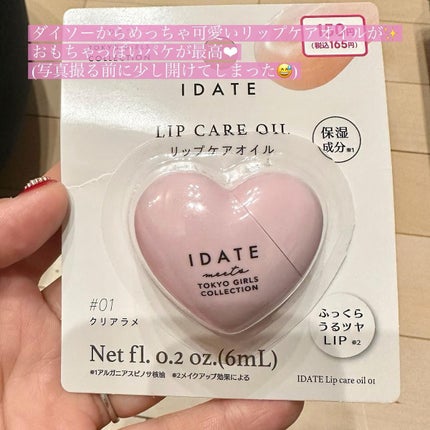 ダイソーからめっちゃ可愛いリップケアオイルが✨
おもちゃっぽいパケが最高❤
(写真撮る前に少し開けてしまった😅)
150円
(税込165円)
COLLECTION
IDATE
LIP CARE OIL
リップケアオイル
保湿
成分※1
IDATE
meets
TOKYO GIRLS
COLLECTION
#01
クリアラメ
ふっくら
うるツヤ
LIP ※2
Net fl. 0.2 oz.(6mL)
※1アルガニアスピノサ核油 ※2メイクアップ効果による
IDATE Lip care oil 01